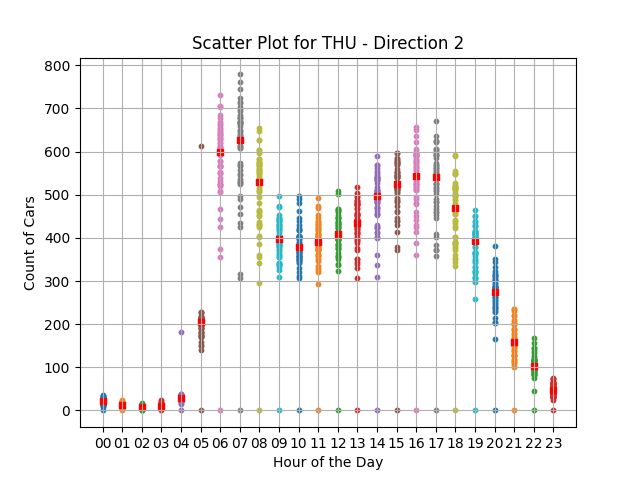 Scatter Plot for THU - Direction 2
800
700
600
500
400
300
200
100
0
Count of Cars
00 01 02 03 04 05 06 07 08 09 10 11 12 13 14 15 16 17 18 19 20 21 22 23
Hour of the Day